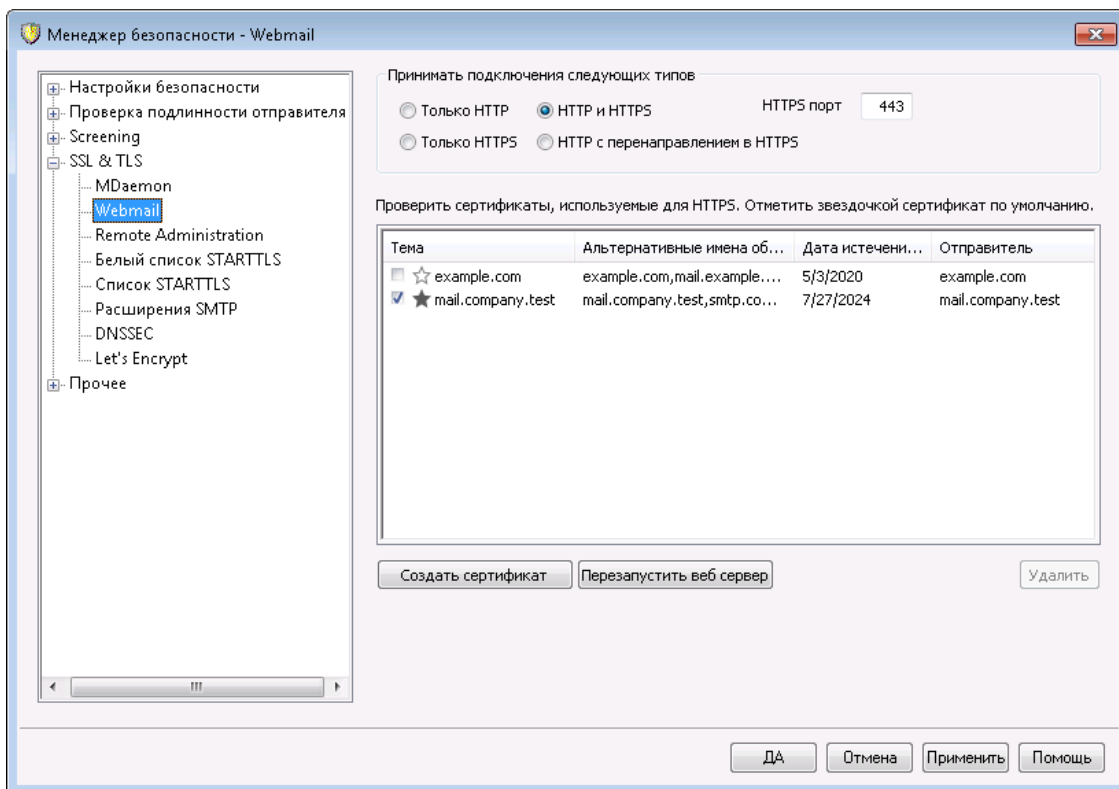 Менеджер безопасности - Webmail
Настройки безопасности
Проверка подлинности отправителя
Screening
SSL & TLS
MDaemon
Webmail
Remote Administration
Белый список STARTTLS
Список STARTTLS
Расширения SMTP
DNSSEC
Let's Encrypt
Прочее
Принимать подключения следующих типов
Только HTTP HTTP и HTTPS HTTPS порт 443
Только HTTPS HTTP с перенаправлением в HTTPS
Проверить сертификаты, используемые для HTTPS. Отметить звездочкой сертификат по умолчанию.
Тема Альтернативные имена об... Дата истечени... Отправитель
example.com example.com,mail.example.... 5/3/2020 example.com
mail.company.test mail.company.test,smtp.co... 7/27/2024 mail.company.test
Создать сертификат Перезапустить веб сервер Удалить
ДА Отмена Применить Помощь